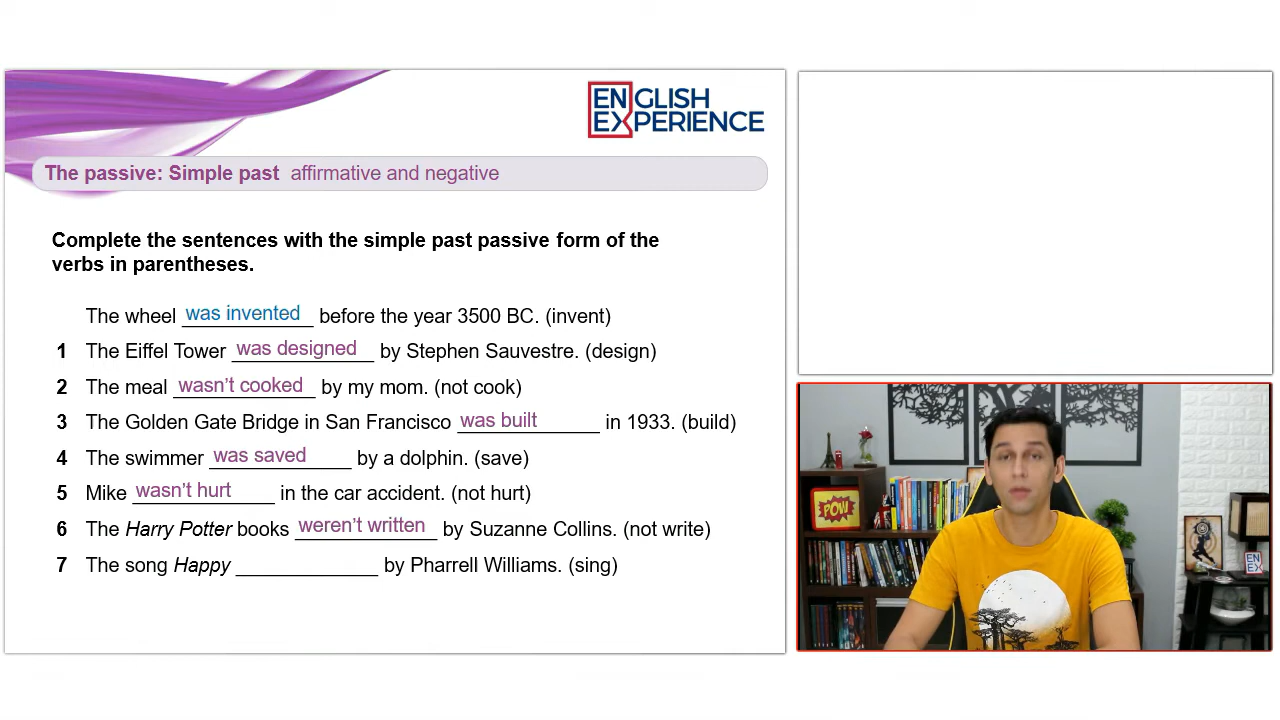 ENGLISH
EXPERIENCE
The passive: Simple past affirmative and negative
Complete the sentences with the simple past passive form of the
verbs in parentheses.
The wheel was invented before the year 3500 BC. (invent)
1 The Eiffel Tower was designed by Stephen Sauvestre. (design)
2 The meal wasn't cooked by my mom. (not cook)
3 The Golden Gate Bridge in San Francisco was built in 1933. (build)
4 The swimmer was saved by a dolphin. (save)
5 Mike wasn't hurt in the car accident. (not hurt)
6 The Harry Potter books weren't written by Suzanne Collins. (not write)
7 The song Happy ______________ by Pharrell Williams. (sing)
POW
EN
EX